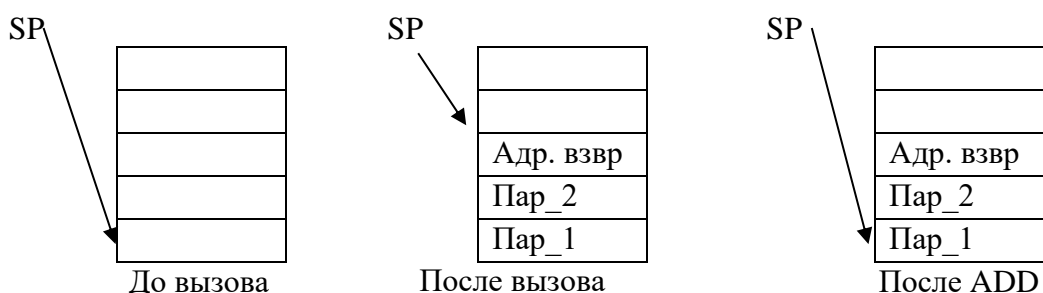 SP
SP
SP
Адр. взвр
Адр. взвр
Пар_2
Пар_2
Пар_1
Пар_1
До вызова
После вызова
После ADD